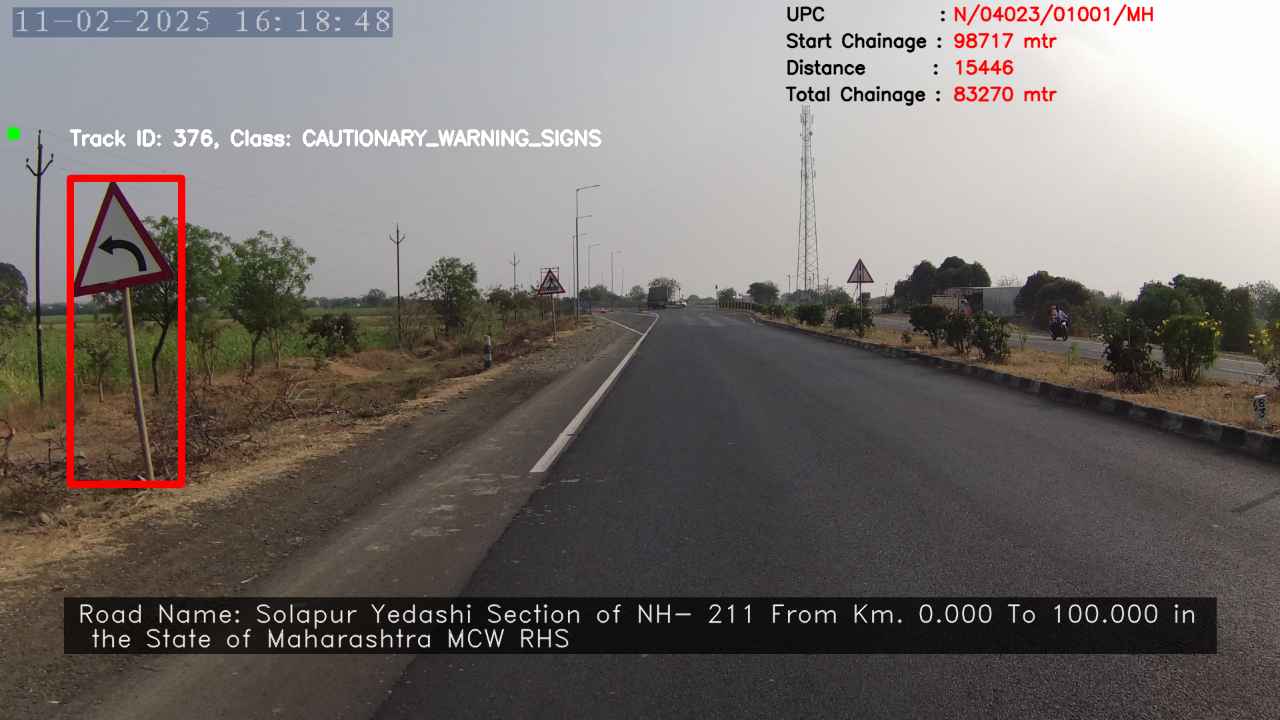 11-02-2025 16:18:48
UPC : N/04023/01001/MH
Start Chainage : 98717 mtr
Distance : 15446
Total Chainage : 83270 mtr
Track ID: 376, Class: CAUTIONARY_WARNING_SIGNS
Road Name: Solapur Yedashi Section of NH- 211 From Km. 0.000 To 100.000 in
the State of Maharashtra MCW RHS